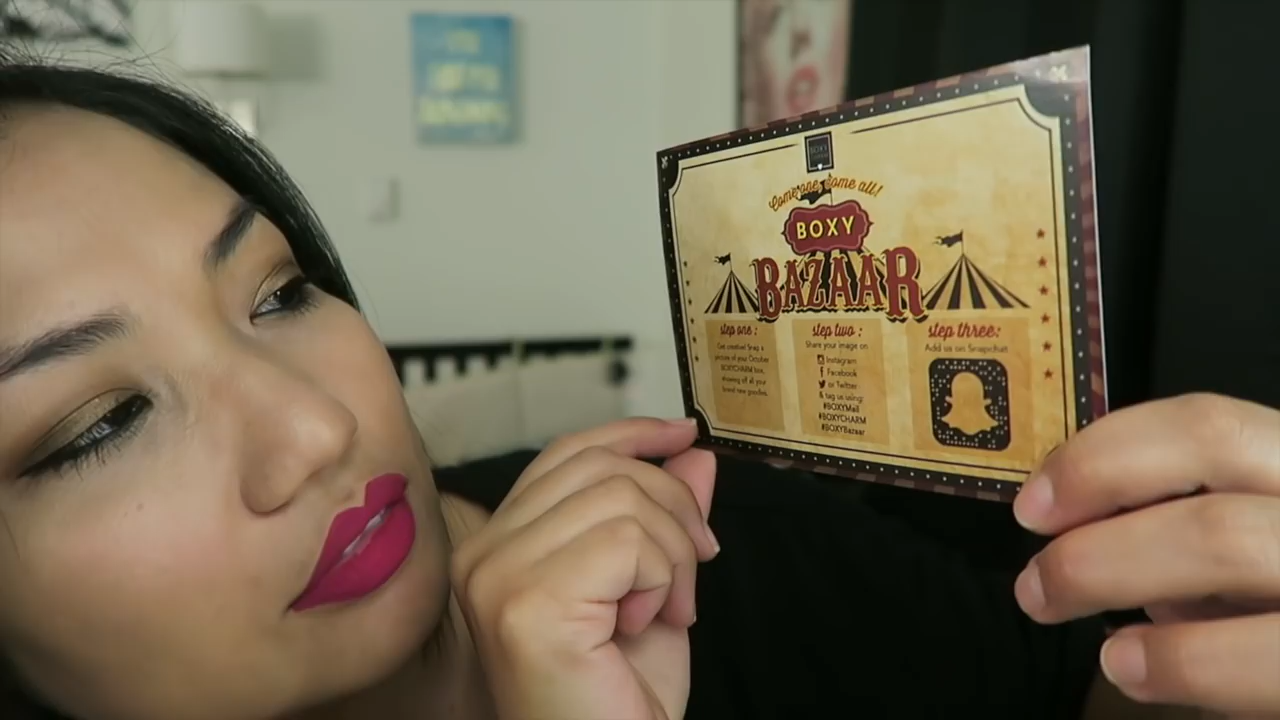 BOXY
Come one, come all!
BOXY
BAZAAR
step one:
Get creative! Snap a
picture of your October
BOXYCHARM box,
showing off all your
brand new goodies.
step two:
Share your image on
Instagram
Facebook
or Twitter
& tag us using:
#BOXYMail
#BOXYCHARM
#BOXYBazaar
step three:
Add us on Snapchat!